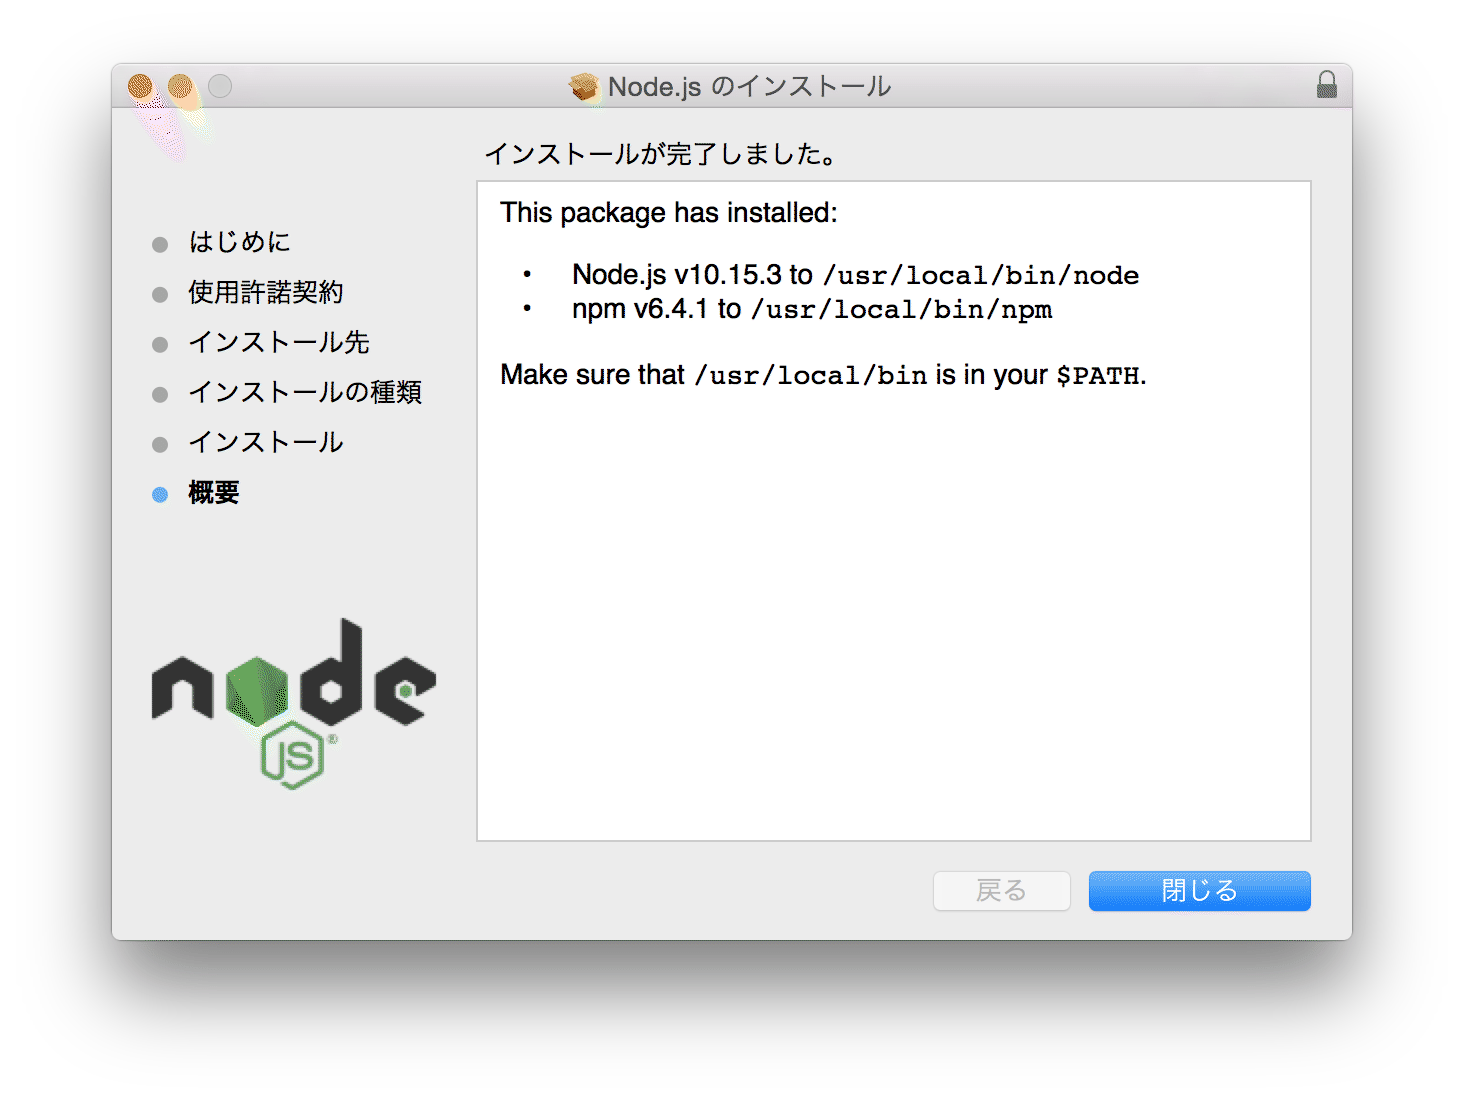 Node.js のインストール
インストールが完了しました。
はじめに
使用許諾契約
インストール先
インストールの種類
インストール
概要
This package has installed:
• Node.js v10.15.3 to /usr/local/bin/node
• npm v6.4.1 to /usr/local/bin/npm
Make sure that /usr/local/bin is in your $PATH.
node
JS®
戻る
閉じる